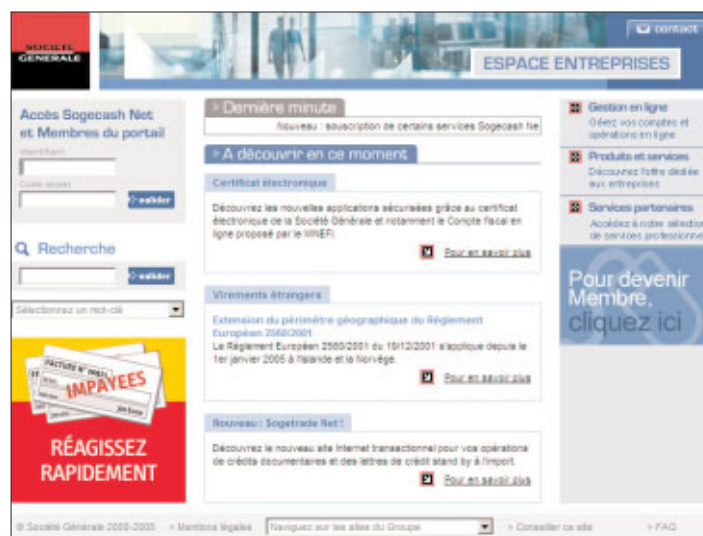 SOCIETE
GENERALE
contact
ESPACE ENTREPRISES
Accès Sogecash Net
et Membres du portail
Identifiant
Code secret
valider
Recherche
valider
Sélectionnez un mot-clé
FACTURE N°
IMPAYEES
RÉAGISSEZ
RAPIDEMENT
» Dernière minute
Nouveau : souscription de certains services Sogecash Ne
» A découvrir en ce moment
Certificat électronique
Découvrez les nouvelles applications sécurisées grâce au certificat
électronique de la Société Générale et notamment le Compte fiscal en
ligne proposé par le MINEFI.
Pour en savoir plus
Virements étrangers
Extension du périmètre géographique du Règlement
Européen 2560/2001
Le Règlement Européen 2560/2001 du 19/12/2001 s'applique depuis le
1er janvier 2005 à l'Islande et la Norvège.
Pour en savoir plus
Nouveau : Sogetrade Net !
Découvrez le nouveau site Internet transactionnel pour vos opérations
de crédits documentaires et des lettres de crédit stand by à l'import.
Pour en savoir plus
Gestion en ligne
Gérez vos comptes et
opérations en ligne
Produits et services
Découvrez l'offre dédiée
aux entreprises
Services partenaires
Accédez à notre sélection
de services professionne
Pour devenir
Membre,
cliquez ici
© Société Générale 2000-2005 » Mentions légales Naviguez sur les sites du Groupe » Conseiller ce site » FAQ